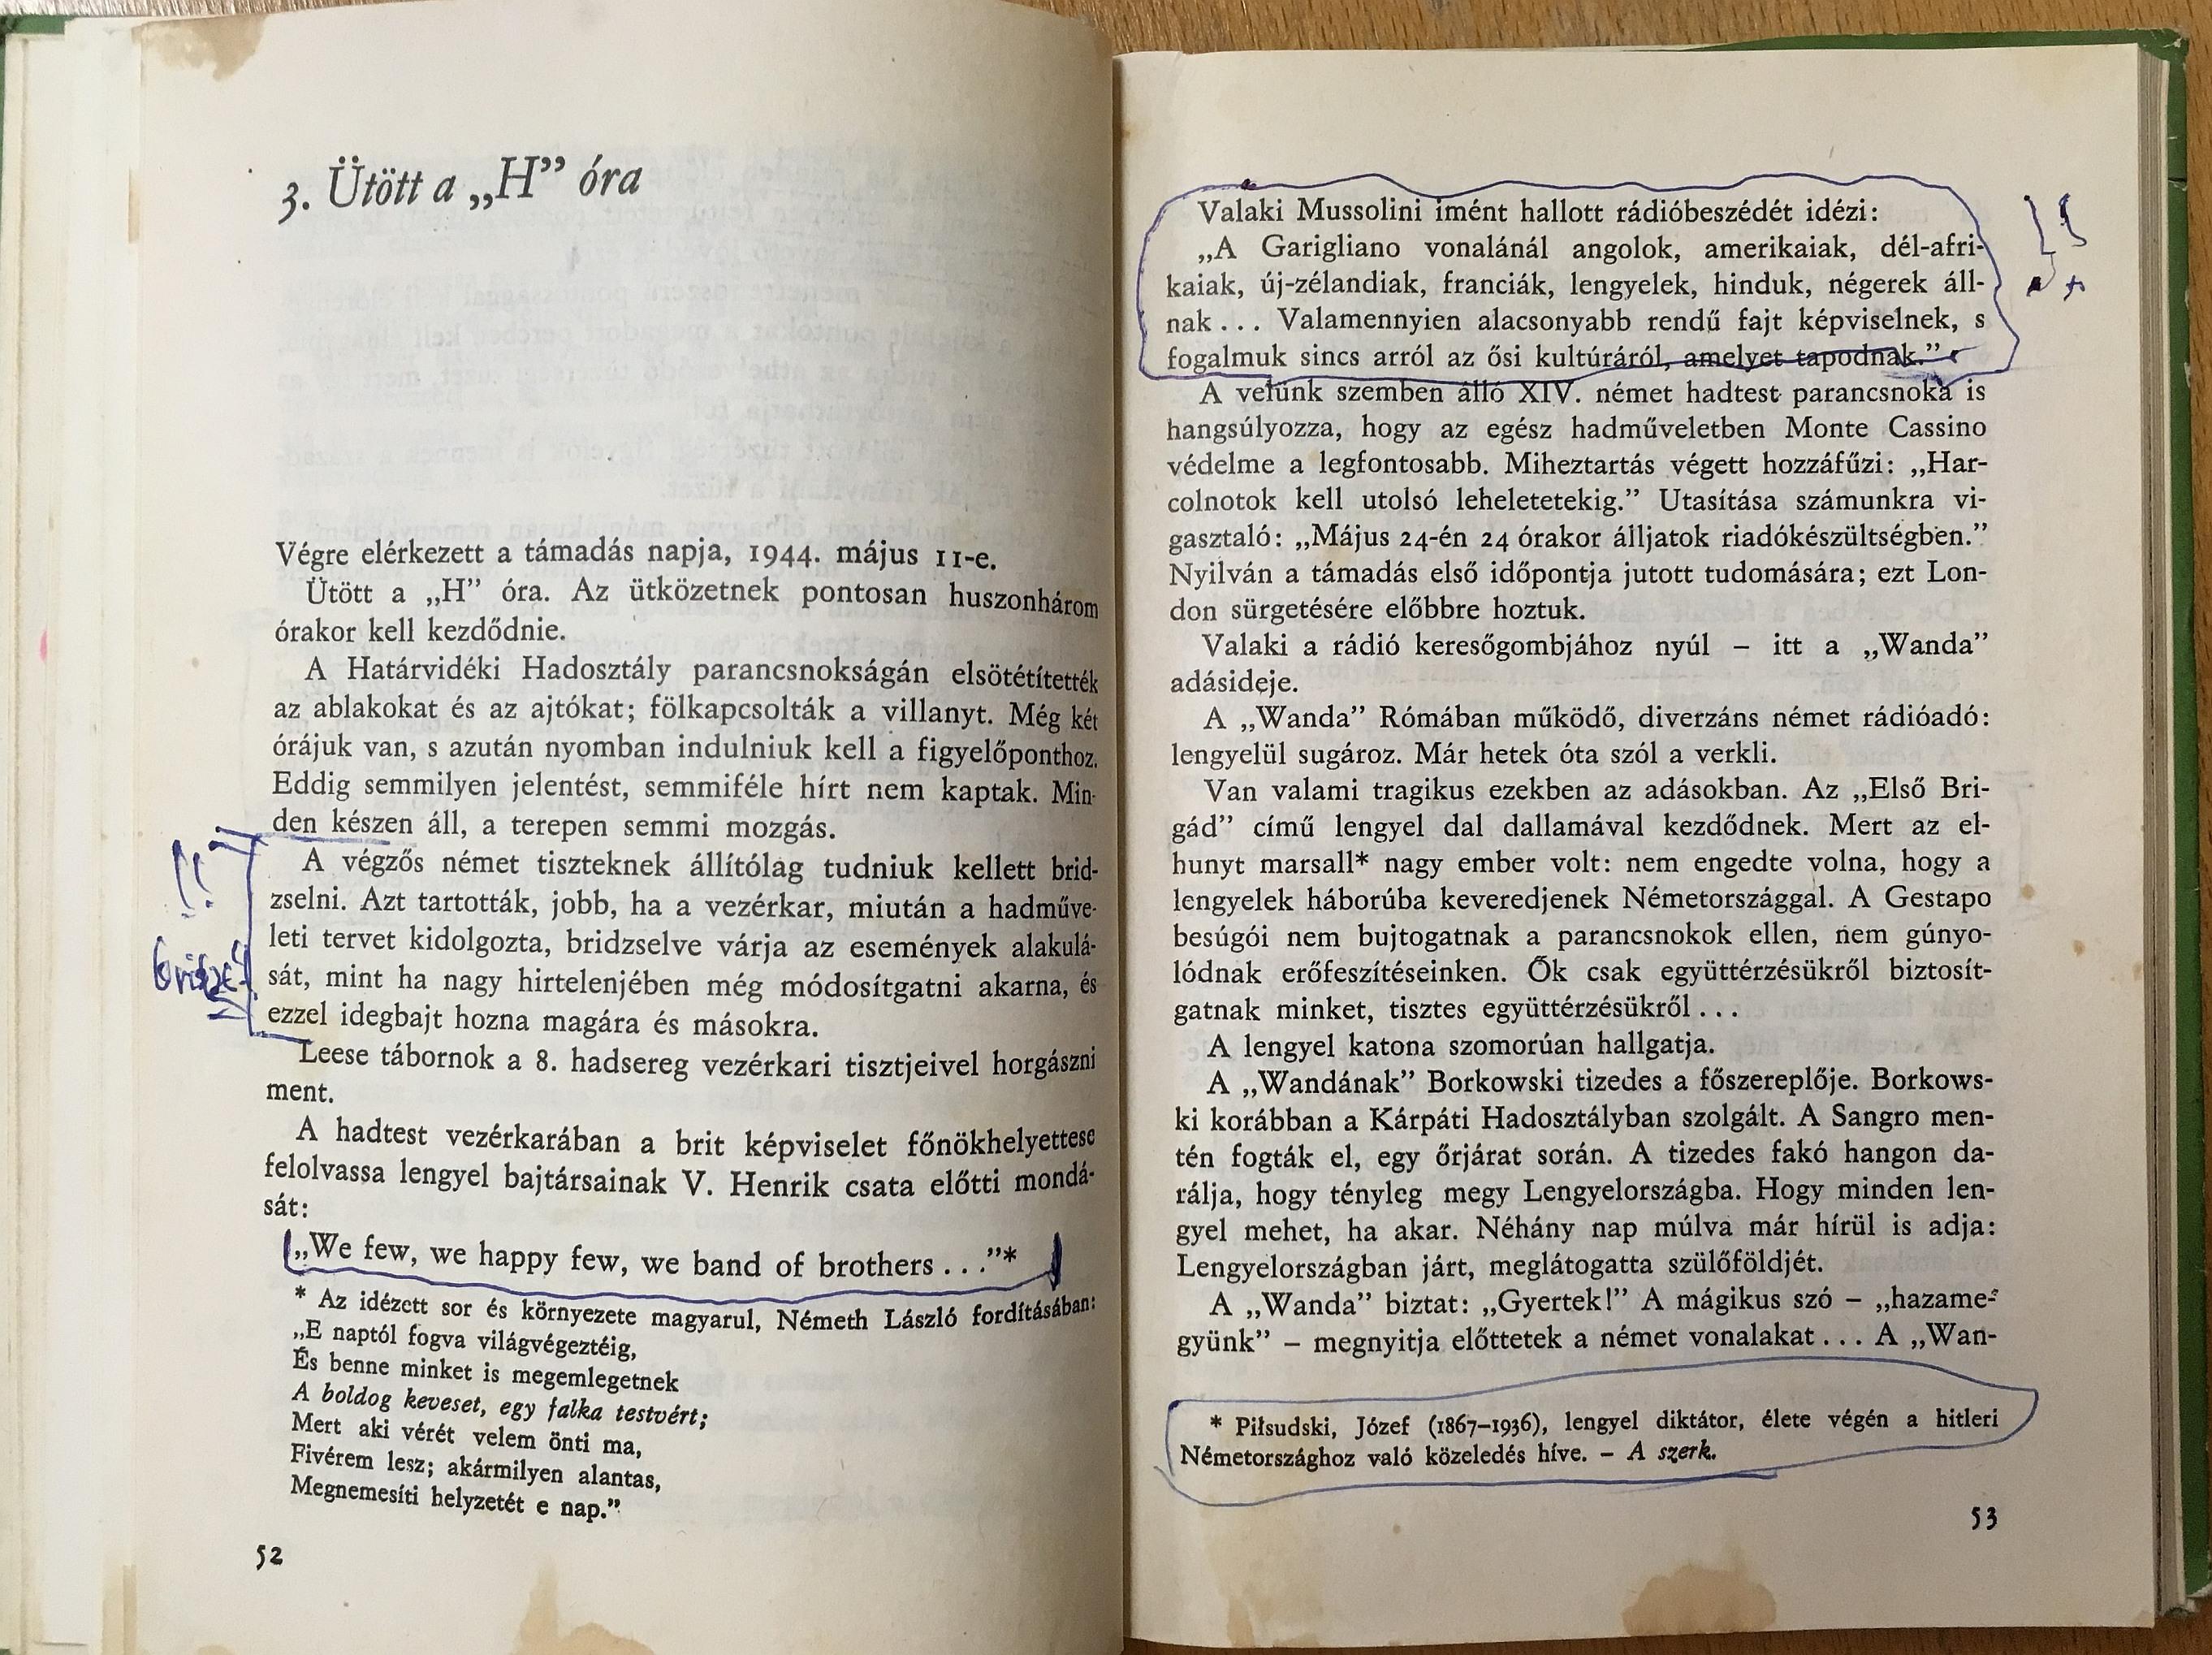 3. Ütött a „H” óra
Végre elérkezett a támadás napja, 1944. május 11-e.
Ütött a „H” óra. Az ütközetnek pontosan huszonhárom
órakor kell kezdődnie.
A Határvidéki Hadosztály parancsnokságán elsötétítették
az ablakokat és az ajtókat; fölkapcsolták a villanyt. Még két
órájuk van, s azután nyomban indulniuk kell a figyelőponthoz.
Eddig semmilyen jelentést, semmiféle hírt nem kaptak. Min-
den készen áll, a terepen semmi mozgás.
!!
A végzős német tiszteknek állítólag tudniuk kellett brid-
zselni. Azt tartották, jobb, ha a vezérkar, miután a hadműve-
leti tervet kidolgozta, bridzselve várja az események alakulá-
sát, mint ha nagy hirtelenjében még módosítgatni akarna, és
ezzel idegbajt hozna magára és másokra.
Leese tábornok a 8. hadsereg vezérkari tisztjeivel horgászni
ment.
A hadtest vezérkarában a brit képviselet főnökhelyettese
felolvassa lengyel bajtársainak V. Henrik csata előtti mondá-
sát:
„We few, we happy few, we band of brothers . . .”*
* Az idézett sor és környezete magyarul, Németh László fordításában:
„E naptól fogva világvégeztéig,
És benne minket is megemlegetnek
A boldog keveset, egy falka testvért;
Mert aki vérét velem önti ma,
Fivérem lesz; akármilyen alantas,
Megnemesíti helyzetét e nap.”
52
Valaki Mussolini imént hallott rádióbeszédét idézi:
„A Garigliano vonalánál angolok, amerikaiak, dél-afri-
kaiak, új-zélandiak, franciák, lengyelek, hinduk, négerek áll-
nak . . . Valamennyien alacsonyabb rendű fajt képviselnek, s
fogalmuk sincs arról az ősi kultúráról, amelyet tapodnak.”
A velünk szemben álló XIV. német hadtest parancsnoka is
hangsúlyozza, hogy az egész hadműveletben Monte Cassino
védelme a legfontosabb. Miheztartás végett hozzáfűzi: „Har-
colnotok kell utolsó leheletetekig.” Utasítása számunkra vi-
gasztaló: „Május 24-én 24 órakor álljatok riadókészültségben.”
Nyilván a támadás első időpontja jutott tudomására; ezt Lon-
don sürgetésére előbbre hoztuk.
Valaki a rádió keresőgombjához nyúl – itt a „Wanda”
adásideje.
A „Wanda” Rómában működő, diverzáns német rádióadó:
lengyelül sugároz. Már hetek óta szól a verkli.
Van valami tragikus ezekben az adásokban. Az „Első Bri-
gád” című lengyel dal dallamával kezdődnek. Mert az el-
hunyt marsall* nagy ember volt: nem engedte volna, hogy a
lengyelek háborúba keveredjenek Németországgal. A Gestapo
besúgói nem bujtogatnak a parancsnokok ellen, nem gúnyo-
lódnak erőfeszítéseinken. Ők csak együttérzésükről biztosít-
gatnak minket, tisztes együttérzésükről . . .
A lengyel katona szomorúan hallgatja.
A „Wandának” Borkowski tizedes a főszereplője. Borkows-
ki korábban a Kárpáti Hadosztályban szolgált. A Sangro men-
tén fogták el, egy őrjárat során. A tizedes fakó hangon da-
rálja, hogy tényleg megy Lengyelországba. Hogy minden len-
gyel mehet, ha akar. Néhány nap múlva már hírül is adja:
Lengyelországban járt, meglátogatta szülőföldjét.
A „Wanda” biztat: „Gyertek!” A mágikus szó – „hazame-
gyünk” – megnyitja előttetek a német vonalakat . . . A „Wan-
* Piłsudski, Józef (1867–1936), lengyel diktátor, élete végén a hitleri
Németországhoz való közeledés híve. – A szerk.
53